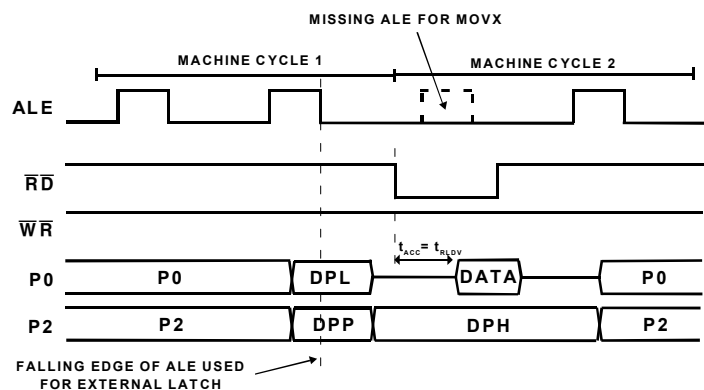 MISSING ALE FOR MOVX
MACHINE CYCLE 1
MACHINE CYCLE 2
ALE
RD
WR
tACC= tRLDV
P0
P0
DPL
DATA
P0
P2
P2
DPP
DPH
P2
FALLING EDGE OF ALE USED
FOR EXTERNAL LATCH